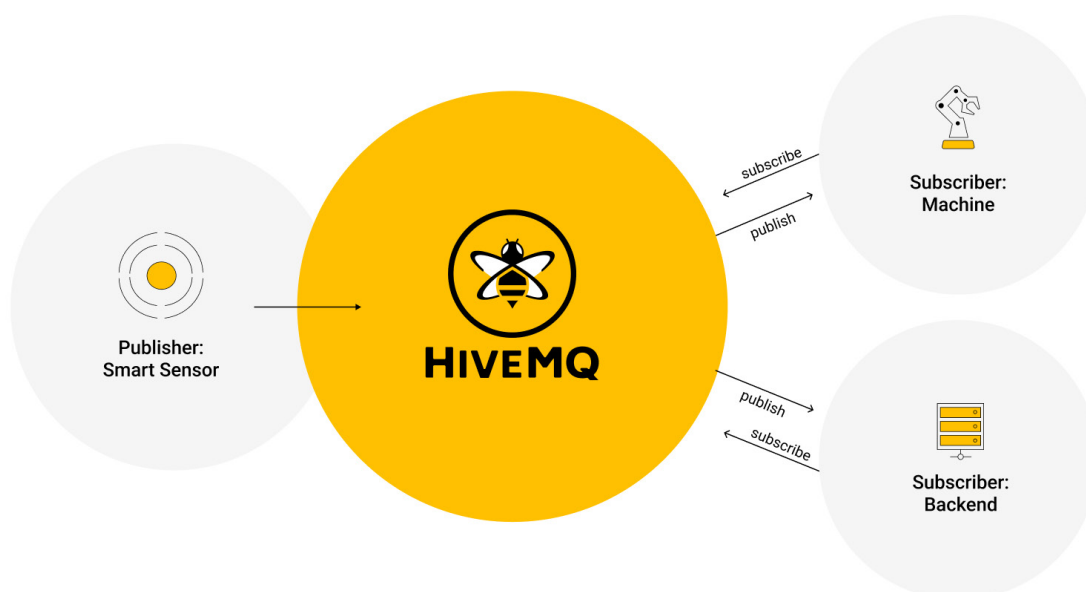 Publisher:
Smart Sensor
HIVEMQ
subscribe
publish
Subscriber:
Machine
publish
subscribe
Subscriber:
Backend